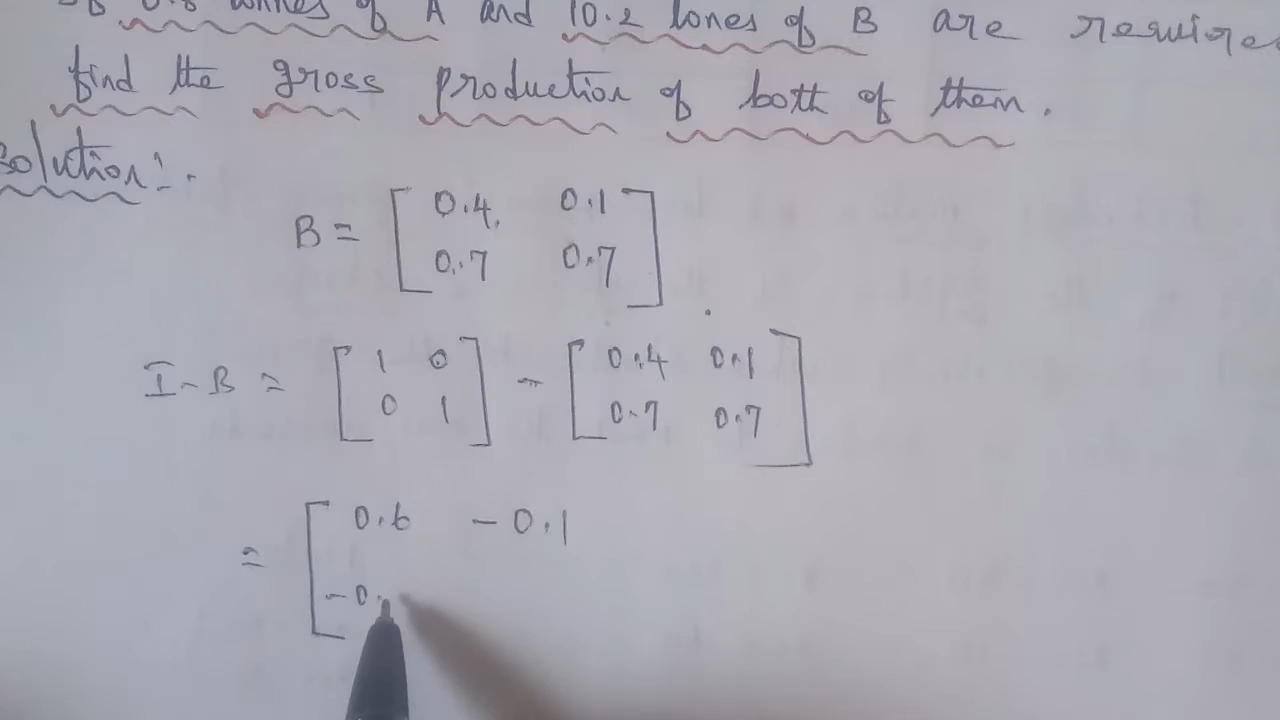 tonnes of A and 10.2 tones of B are
find the gross production of both of them.
Solution:-
B = [ 0.4 0.1
0.7 0.7 ]
I - B = [ 1 0
0 1 ] - [ 0.4 0.1
0.7 0.7 ]
= [ 0.6 - 0.1
- 0.